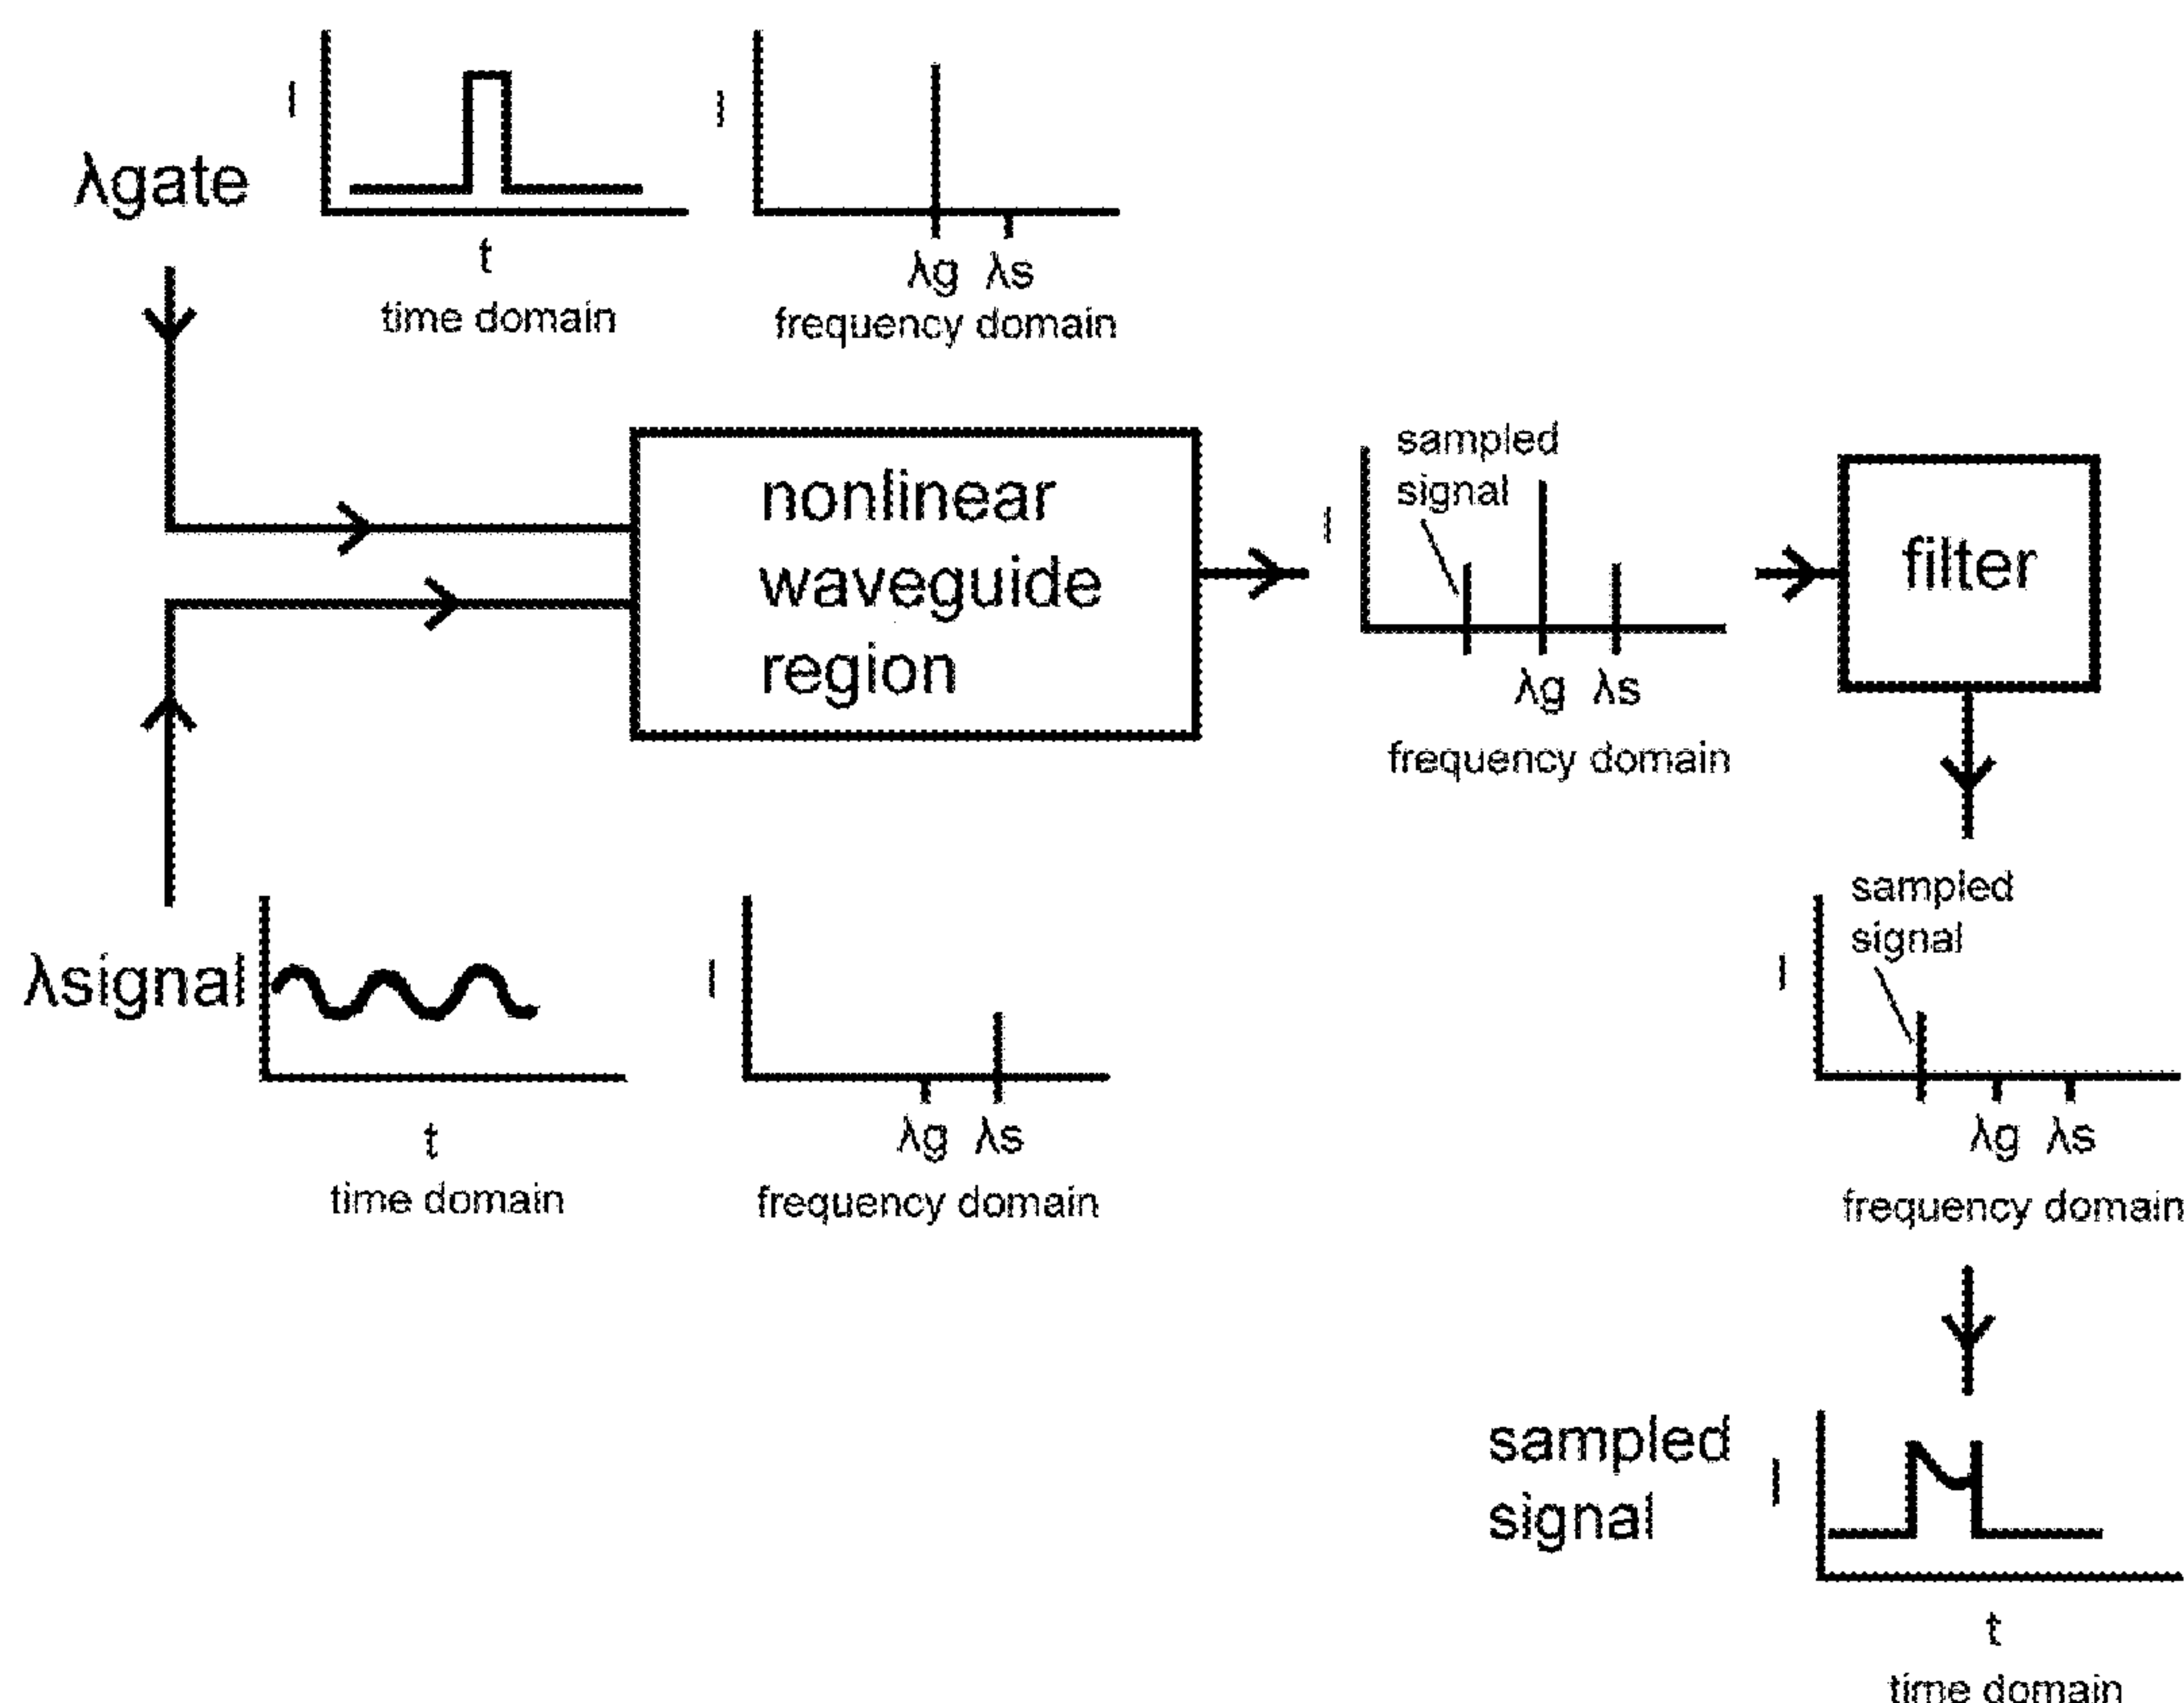 I
I
λgate
t
λg λs
time domain
frequency domain
nonlinear
waveguide
region
sampled
signal
I
filter
λg λs
frequency domain
λsignal
I
t
λg λs
time domain
frequency domain
sampled
signal
I
λg λs
frequency domain
sampled
signal
I
t
time domain